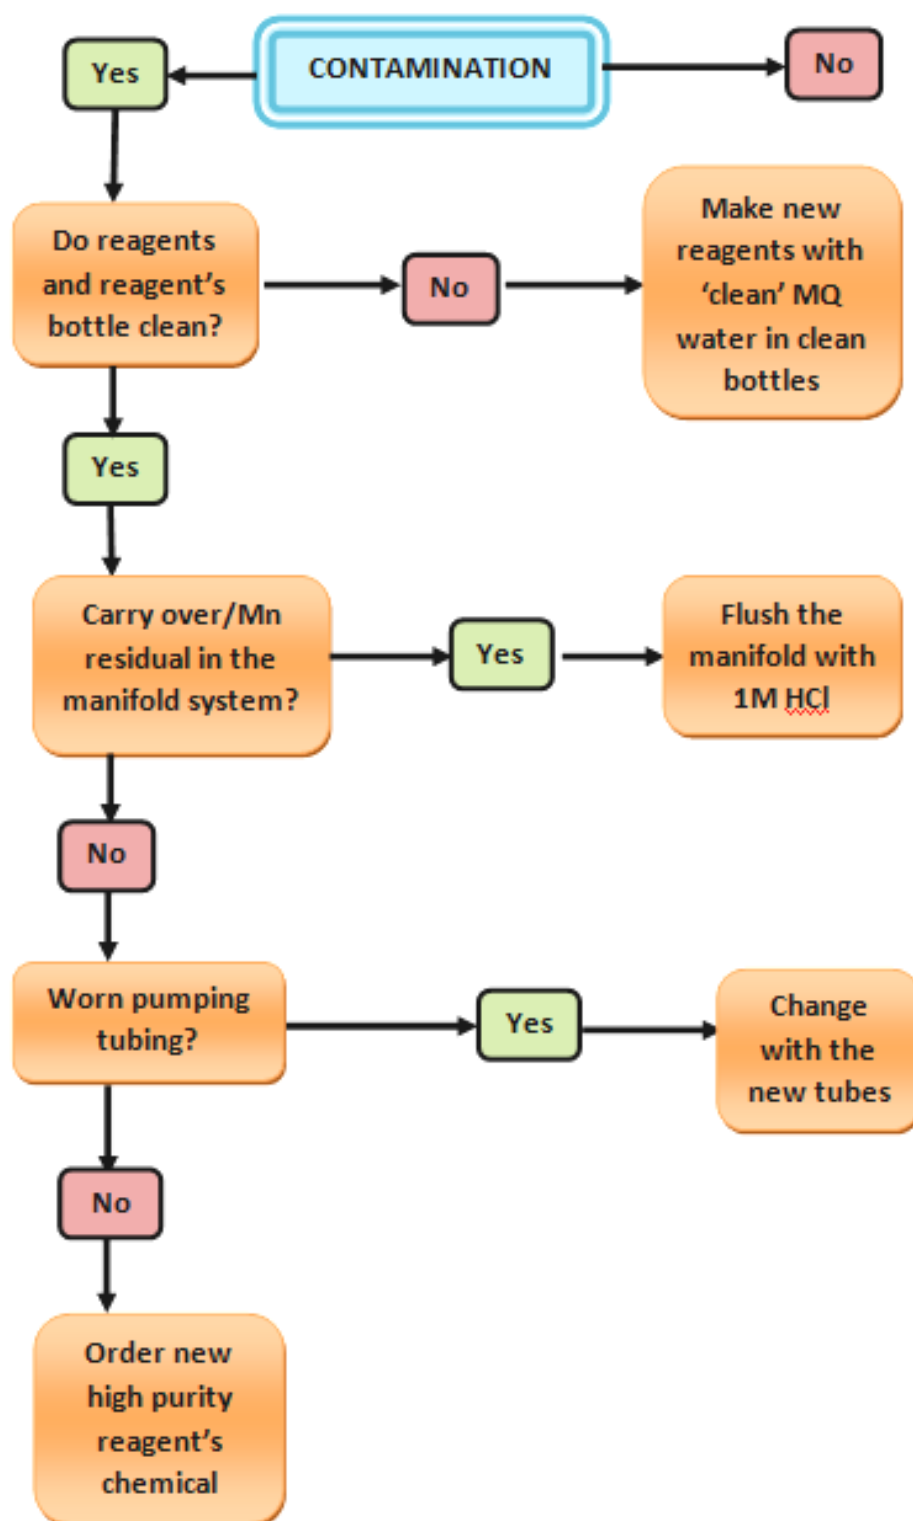 CONTAMINATION
Yes
No
Do reagents
and reagent's
bottle clean?
No
Make new
reagents with
‘clean’ MQ
water in clean
bottles
Yes
Carry over/Mn
residual in the
manifold system?
Yes
Flush the
manifold with
1M HCl
No
Worn pumping
tubing?
Yes
Change
with the
new tubes
No
Order new
high purity
reagent's
chemical